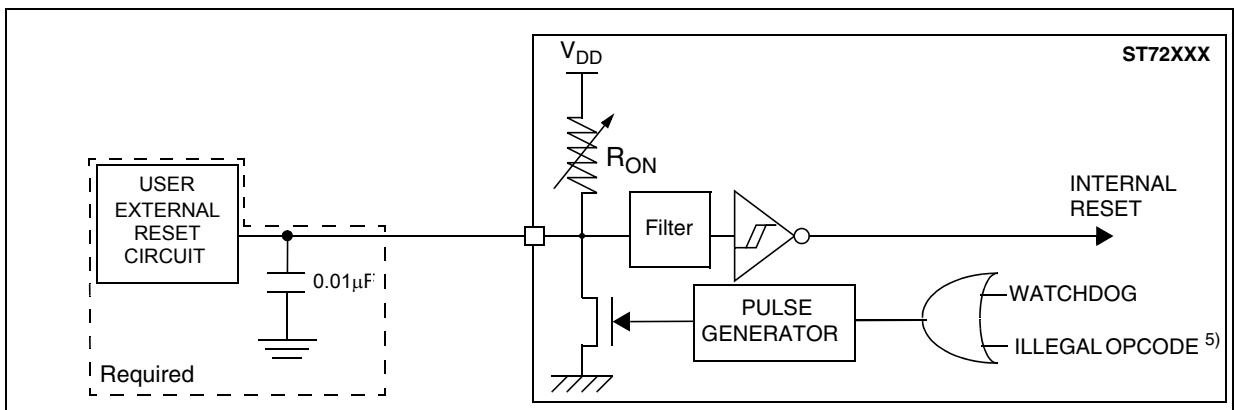 V_DD
ST72XXX
R_ON
USER
EXTERNAL
RESET
CIRCUIT
0.01µF
Required
Filter
INTERNAL
RESET
PULSE
GENERATOR
WATCHDOG
ILLEGAL OPCODE 5)